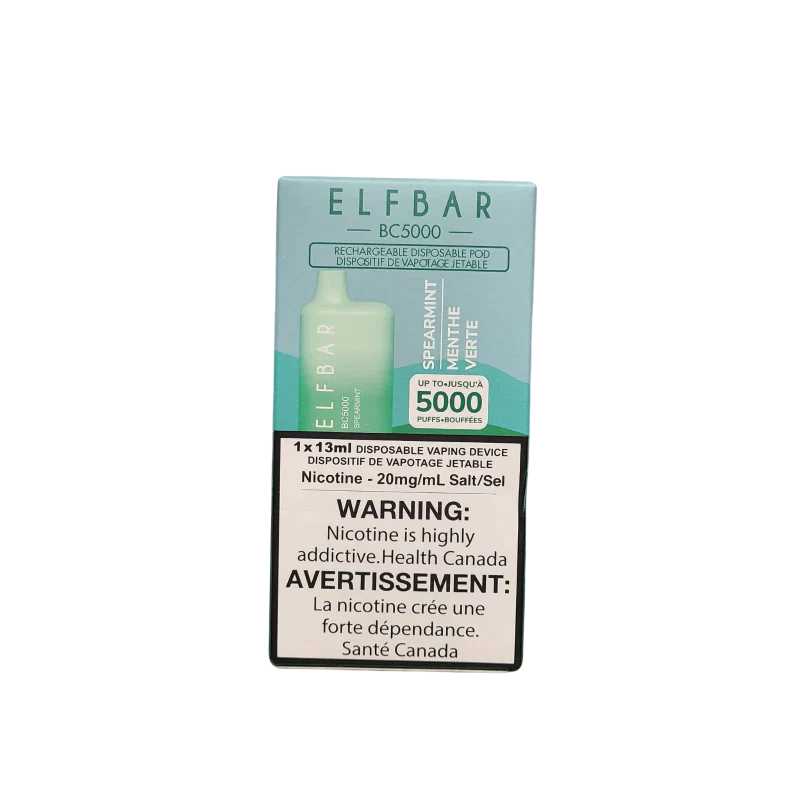 ELFBAR
BC5000
RECHARGEABLE DISPOSABLE POD
DISPOSITIF DE VAPOTAGE JETABLE
SPEARMINT
MENTHE
VERTE
ELFBAR
BC5000
SPEARMINT
UP TO•JUSQU'À
5000
PUFFS•BOUFFÉES
1 x 13ml DISPOSABLE VAPING DEVICE
DISPOSITIF DE VAPOTAGE JETABLE
Nicotine - 20mg/mL Salt/Sel
WARNING:
Nicotine is highly
addictive.Health Canada
AVERTISSEMENT:
La nicotine crée une
forte dépendance.
Santé Canada